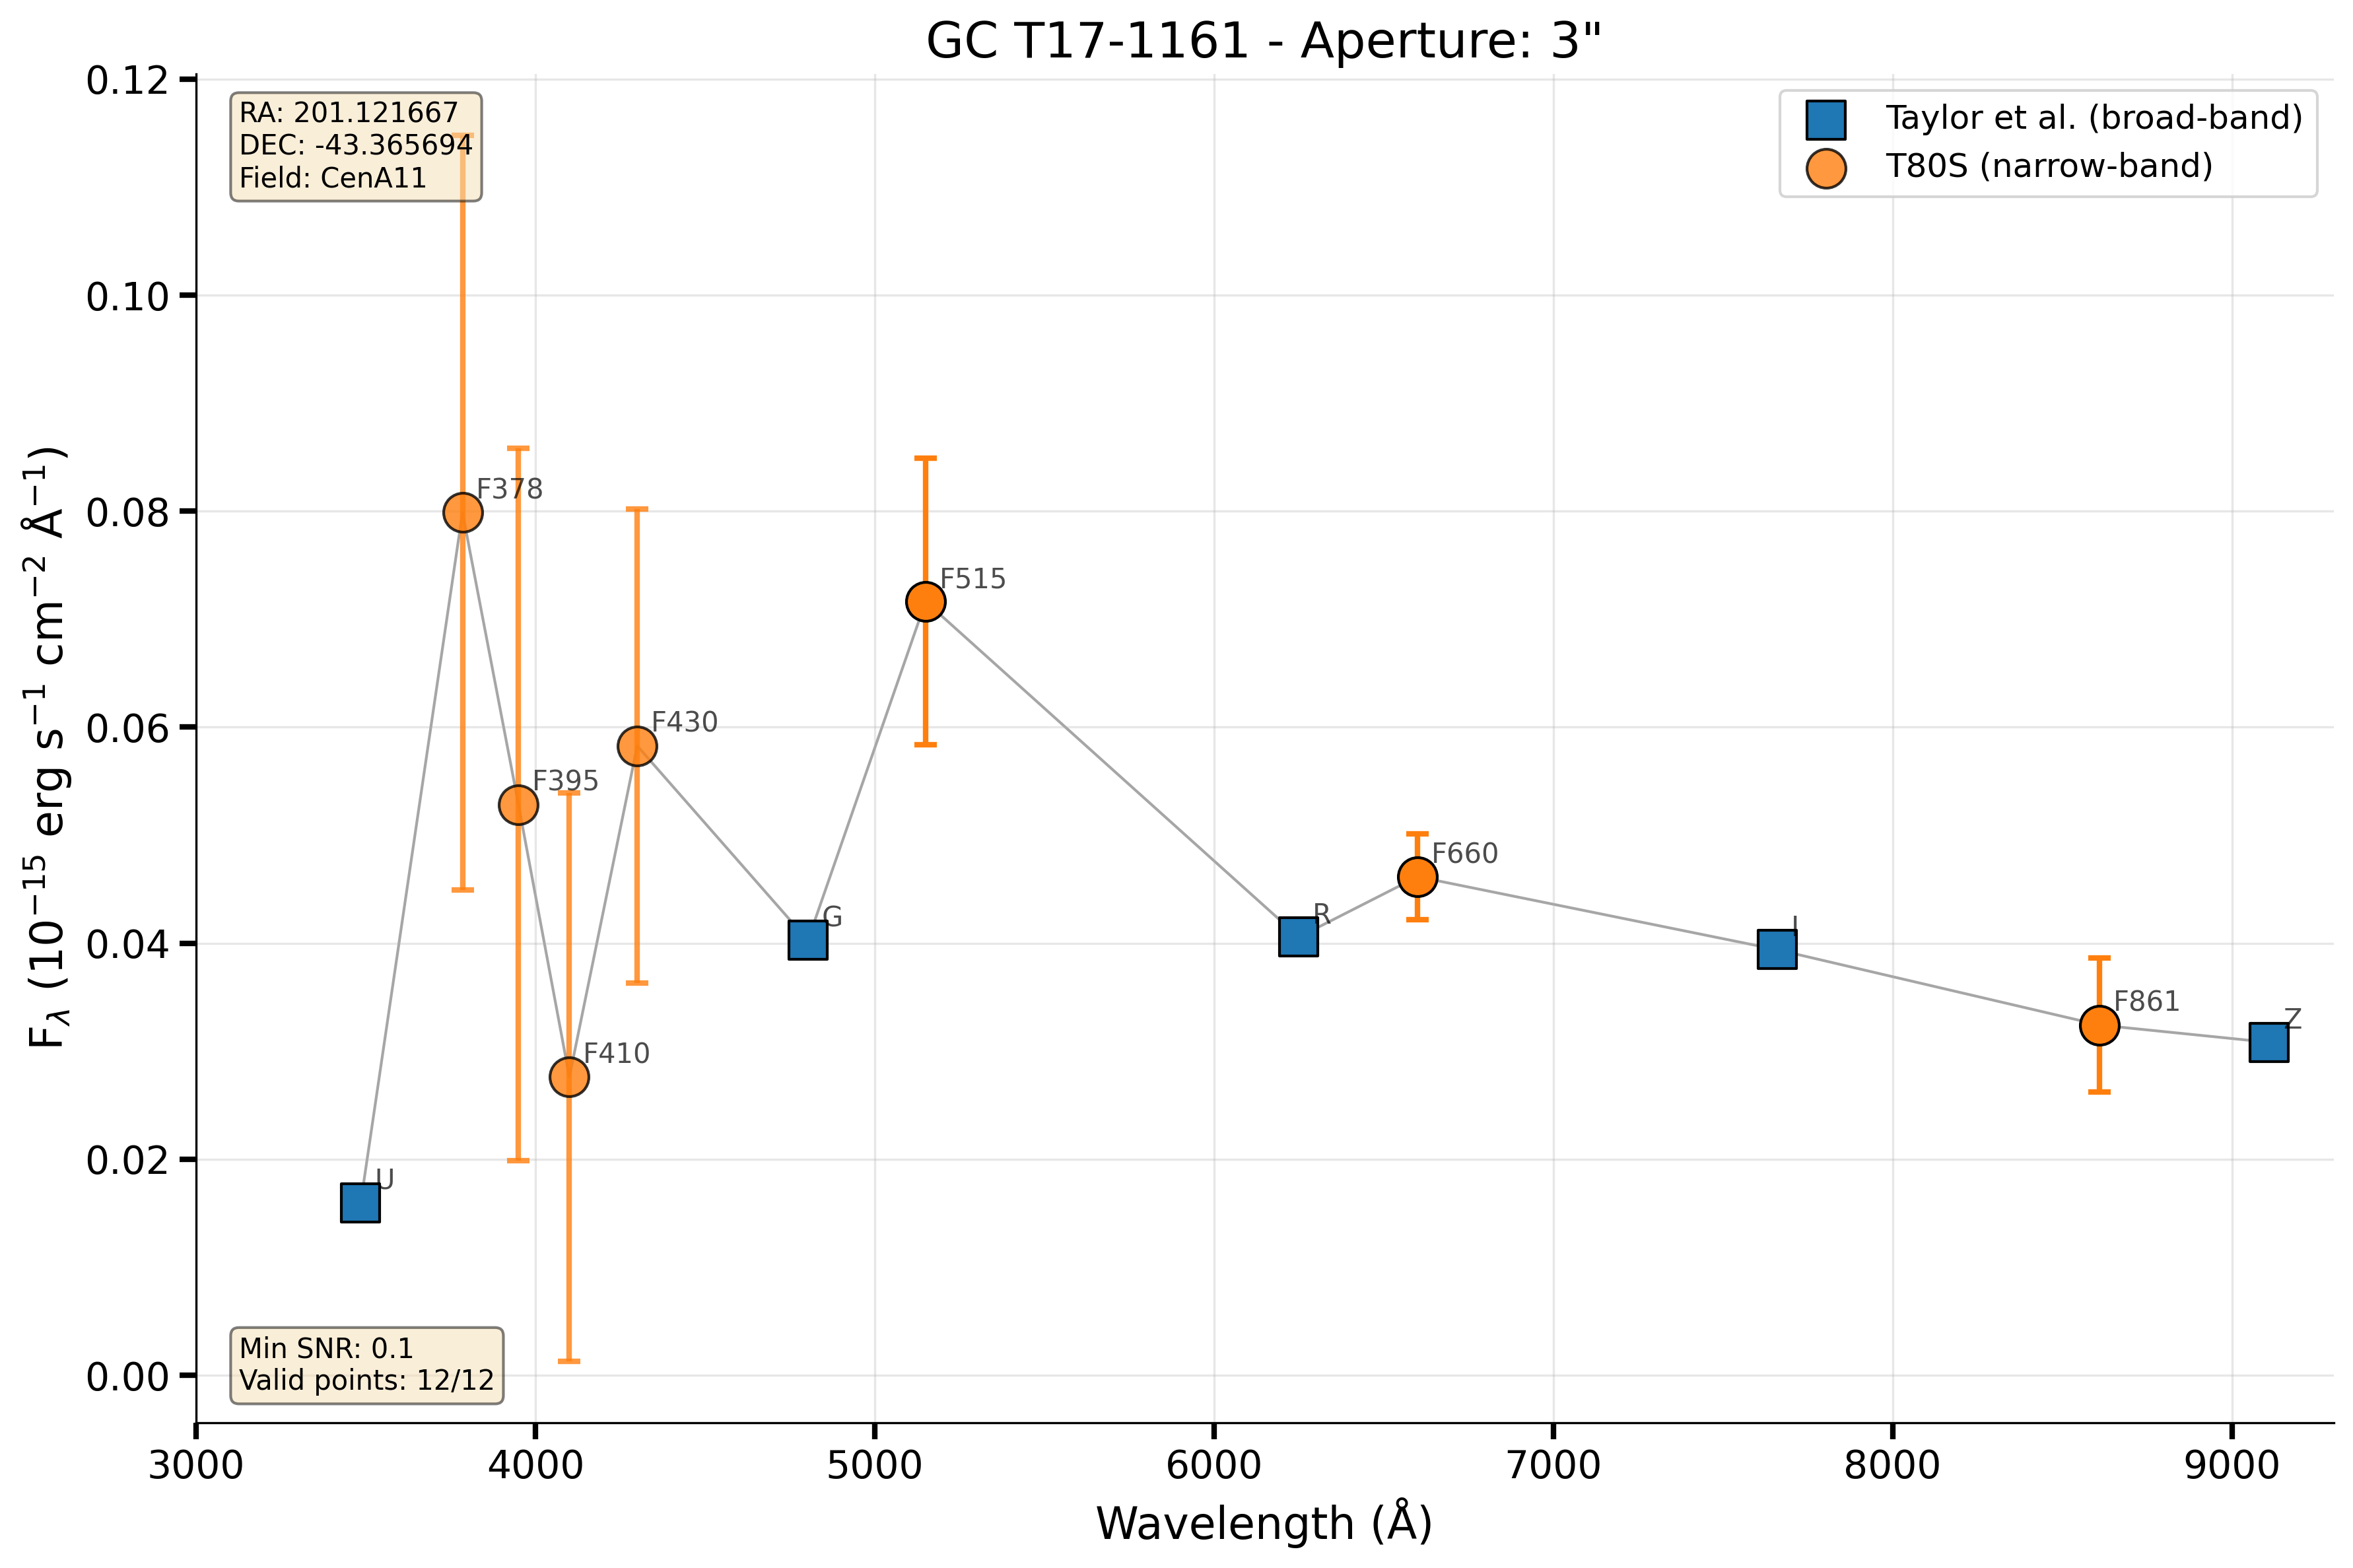 GC T17-1161 - Aperture: 3"
RA: 201.121667
DEC: -43.365694
Field: CenA11
Taylor et al. (broad-band)
T80S (narrow-band)
0.12
0.10
0.08
0.06
0.04
0.02
0.00
F_λ (10⁻¹⁵ erg s⁻¹ cm⁻² Å⁻¹)
U
F378
F395
F410
F430
G
F515
R
F660
I
F861
Z
Min SNR: 0.1
Valid points: 12/12
3000 4000 5000 6000 7000 8000 9000
Wavelength (Å)